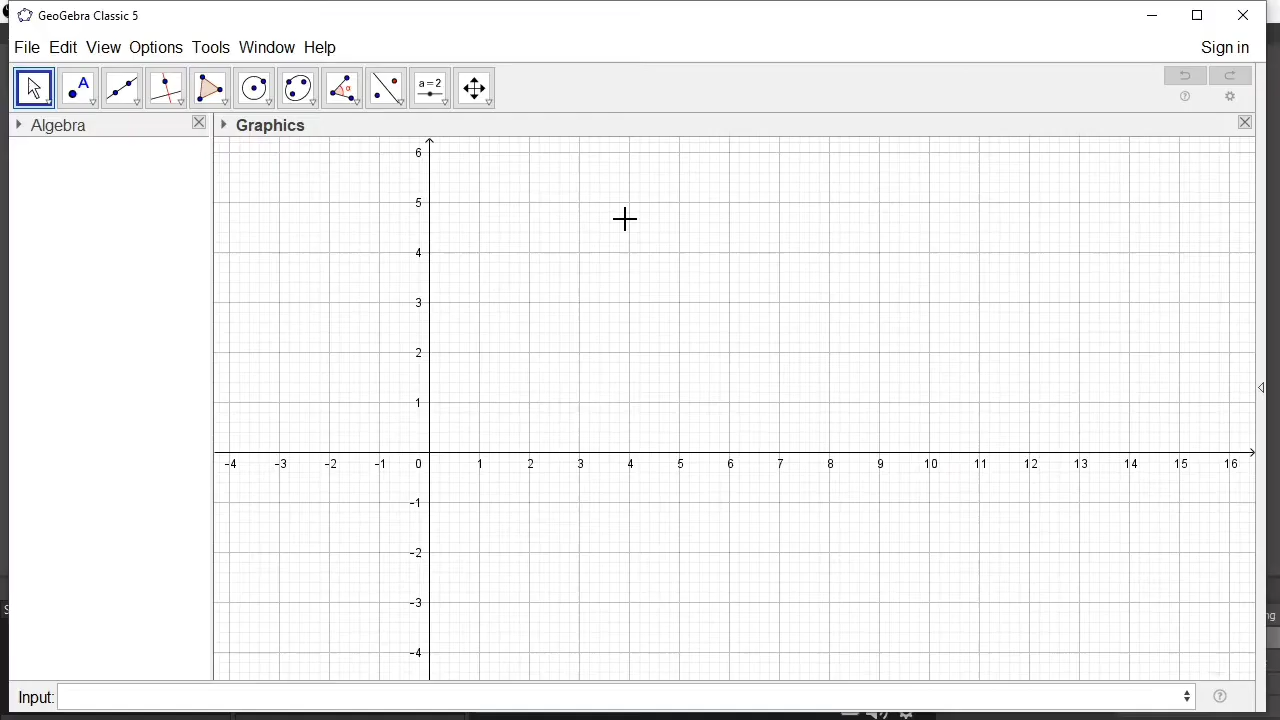 GeoGebra Classic 5
File Edit View Options Tools Window Help Sign in
A α a=2
Algebra
Graphics
6
5
4
3
2
1
-4 -3 -2 -1 0 1 2 3 4 5 6 7 8 9 10 11 12 13 14 15 16
-1
-2
-3
-4
Input: